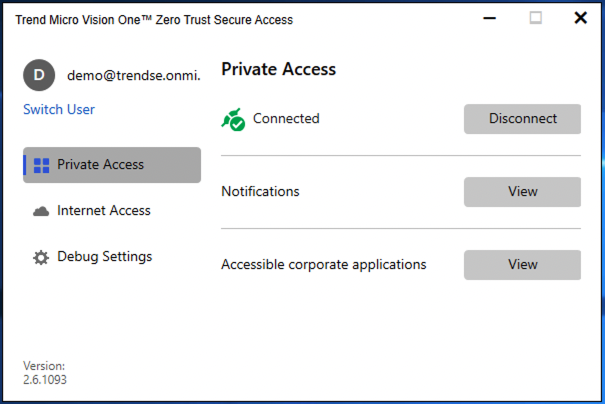 Trend Micro Vision One™ Zero Trust Secure Access
D
demo@trendse.onmi.
Switch User
Private Access
Internet Access
Debug Settings
Version:
2.6.1093
Private Access
Connected
Disconnect
Notifications
View
Accessible corporate applications
View